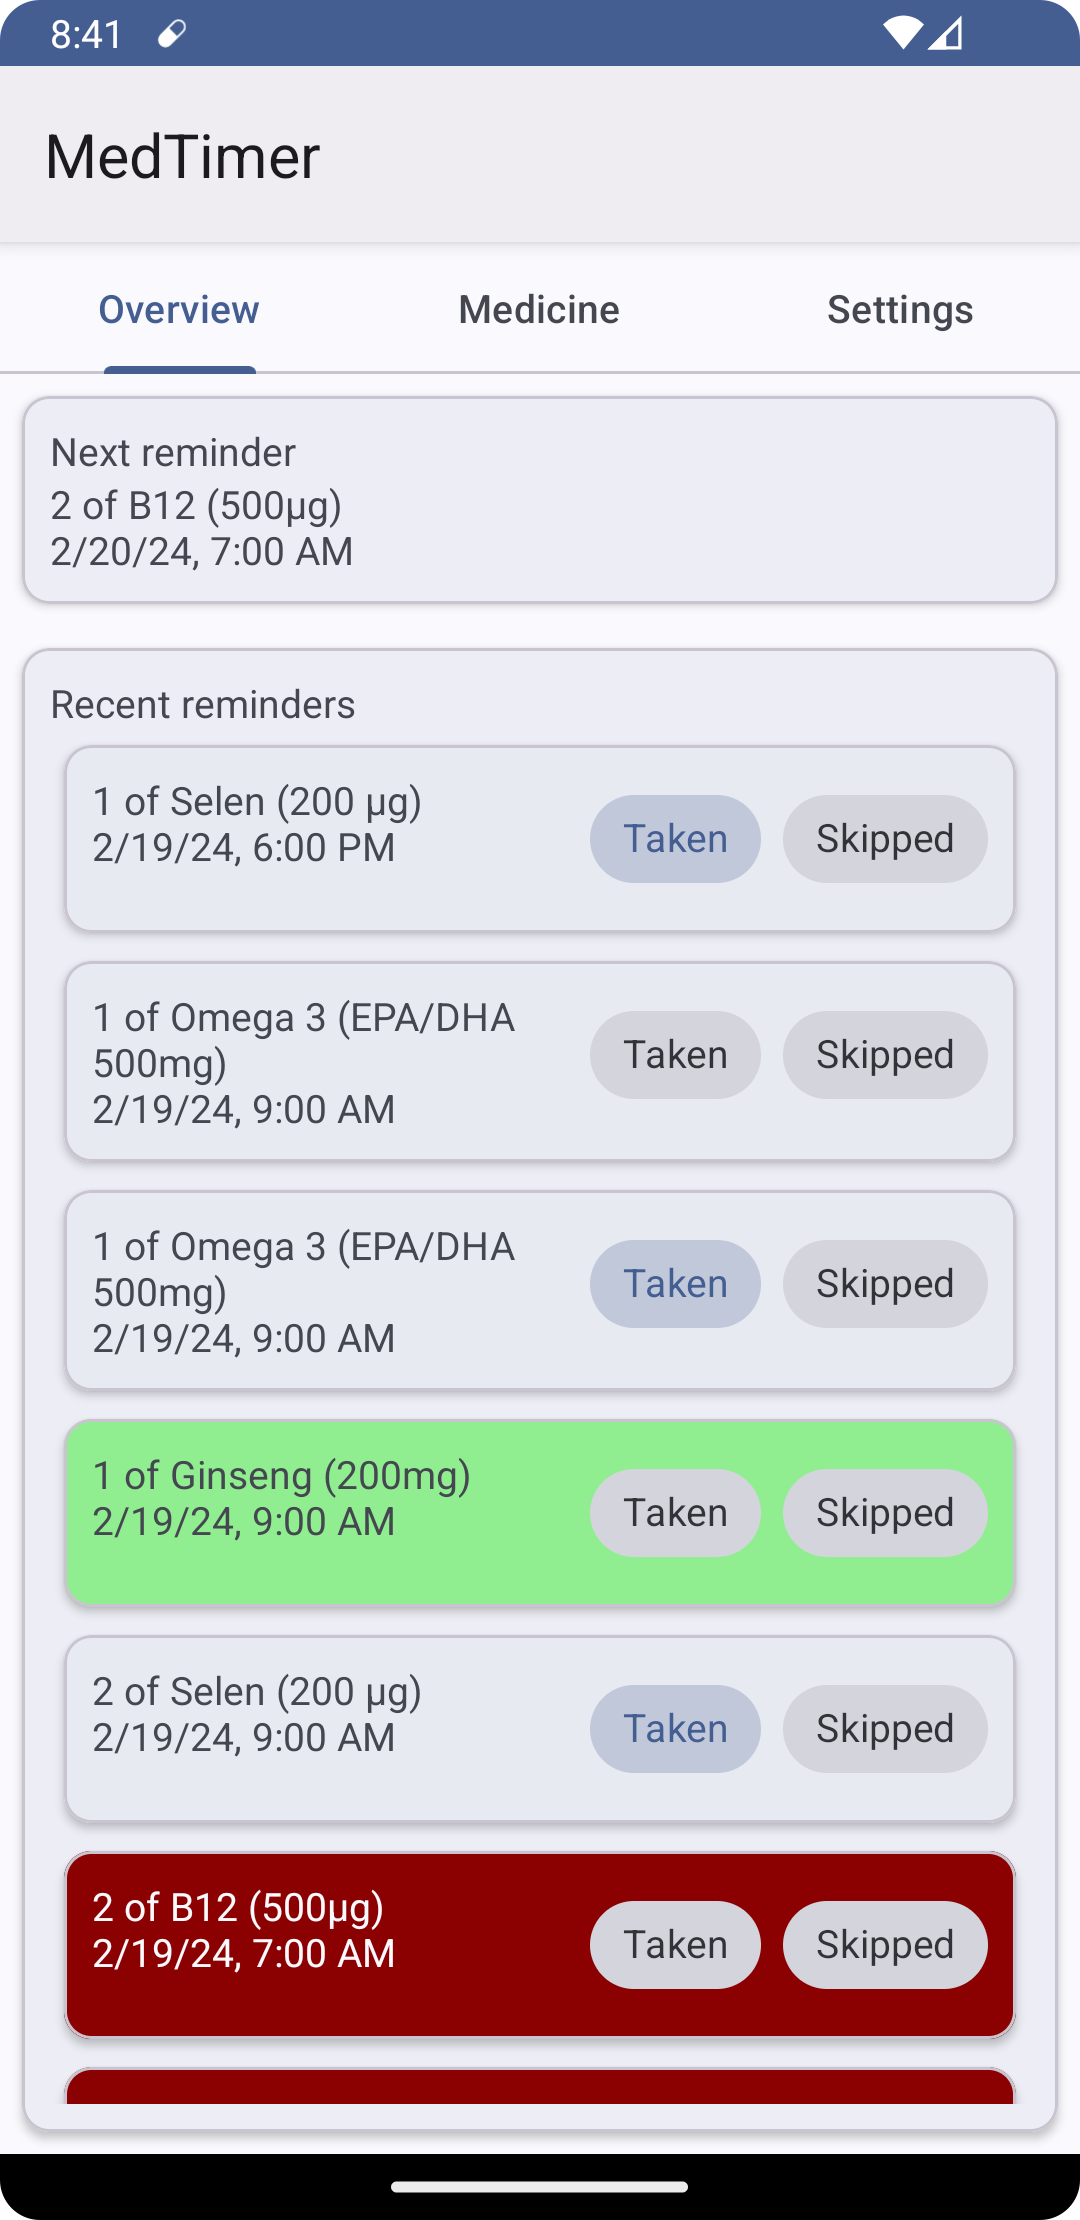 8:41
MedTimer
Overview Medicine Settings
Next reminder
2 of B12 (500µg)
2/20/24, 7:00 AM
Recent reminders
1 of Selen (200 µg)
2/19/24, 6:00 PM
Taken Skipped
1 of Omega 3 (EPA/DHA
500mg)
2/19/24, 9:00 AM
Taken Skipped
1 of Omega 3 (EPA/DHA
500mg)
2/19/24, 9:00 AM
Taken Skipped
1 of Ginseng (200mg)
2/19/24, 9:00 AM
Taken Skipped
2 of Selen (200 µg)
2/19/24, 9:00 AM
Taken Skipped
2 of B12 (500µg)
2/19/24, 7:00 AM
Taken Skipped